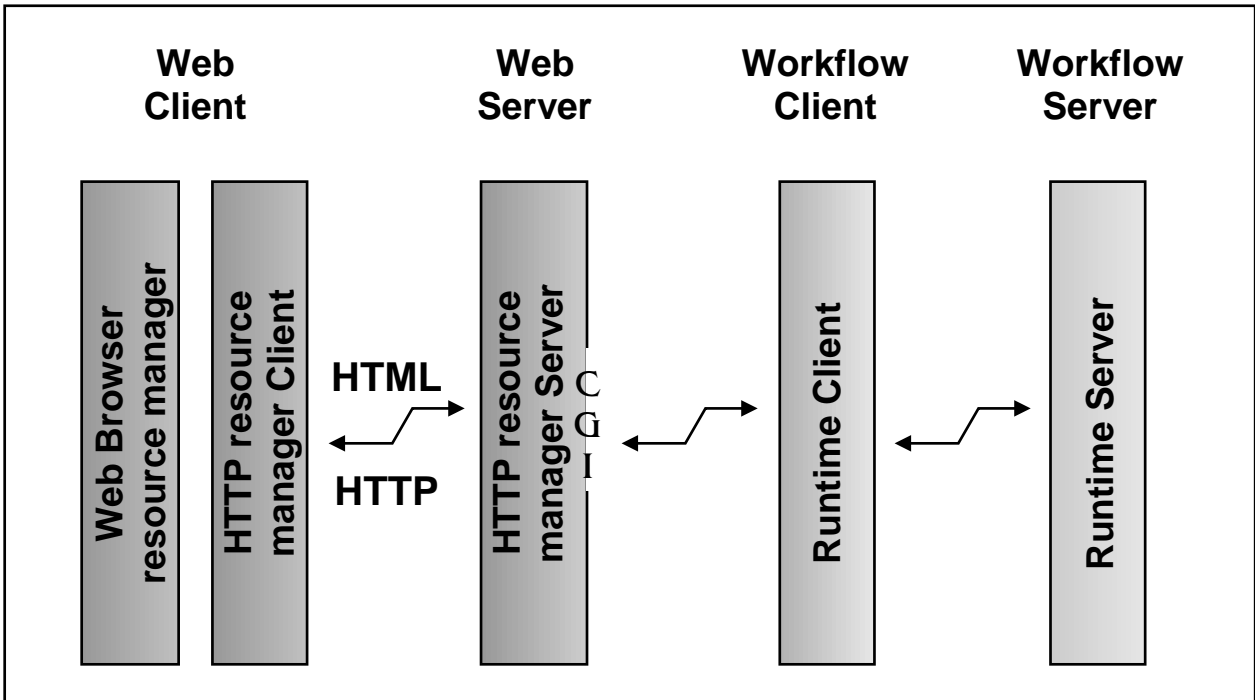 Web
Client
Web
Server
Workflow
Client
Workflow
Server
Web Browser
resource manager
HTTP resource
manager Client
HTML
HTTP
HTTP resource
manager Server
C
G
I
Runtime Client
Runtime Server